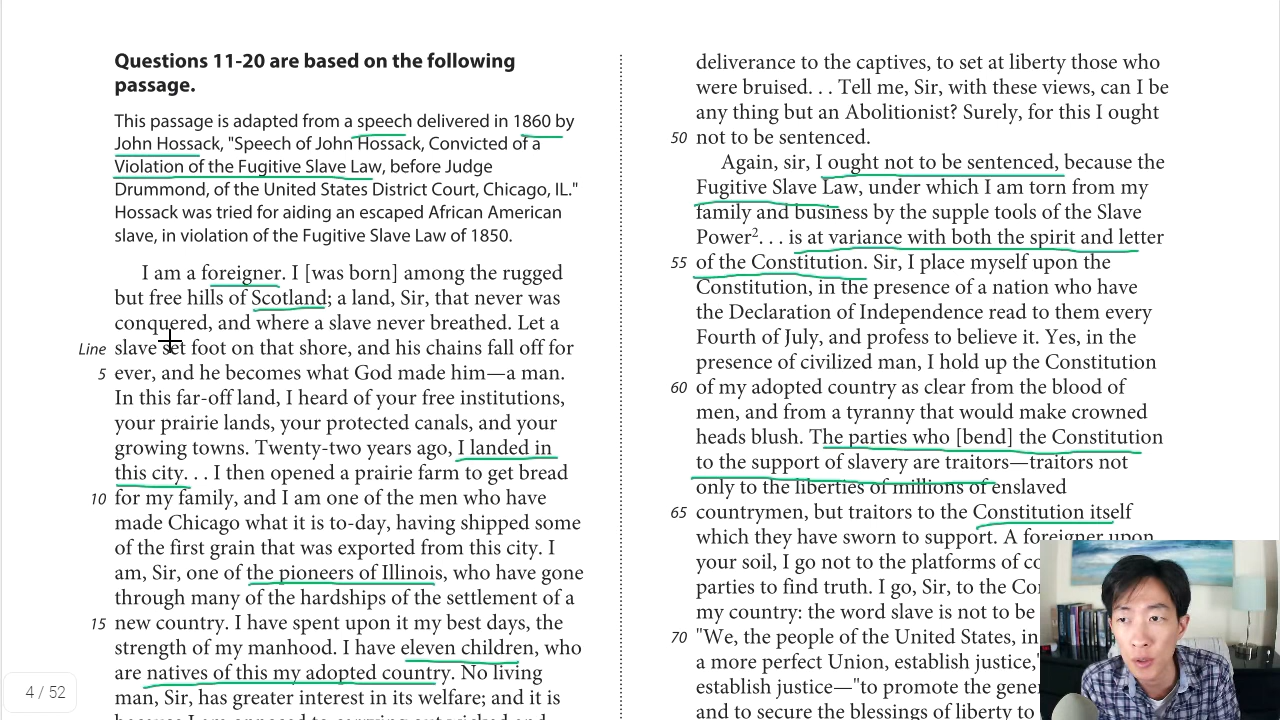 Questions 11-20 are based on the following
passage.
This passage is adapted from a speech delivered in 1860 by
John Hossack, "Speech of John Hossack, Convicted of a
Violation of the Fugitive Slave Law, before Judge
Drummond, of the United States District Court, Chicago, IL."
Hossack was tried for aiding an escaped African American
slave, in violation of the Fugitive Slave Law of 1850.
I am a foreigner. I [was born] among the rugged
but free hills of Scotland; a land, Sir, that never was
conquered, and where a slave never breathed. Let a
Line slave set foot on that shore, and his chains fall off for
5 ever, and he becomes what God made him—a man.
In this far-off land, I heard of your free institutions,
your prairie lands, your protected canals, and your
growing towns. Twenty-two years ago, I landed in
this city. . . I then opened a prairie farm to get bread
10 for my family, and I am one of the men who have
made Chicago what it is to-day, having shipped some
of the first grain that was exported from this city. I
am, Sir, one of the pioneers of Illinois, who have gone
through many of the hardships of the settlement of a
15 new country. I have spent upon it my best days, the
strength of my manhood. I have eleven children, who
are natives of this my adopted country. No living
man, Sir, has greater interest in its welfare; and it is
4 / 52
deliverance to the captives, to set at liberty those who
were bruised. . . Tell me, Sir, with these views, can I be
any thing but an Abolitionist? Surely, for this I ought
50 not to be sentenced.
Again, sir, I ought not to be sentenced, because the
Fugitive Slave Law, under which I am torn from my
family and business by the supple tools of the Slave
Power2. . . is at variance with both the spirit and letter
55 of the Constitution. Sir, I place myself upon the
Constitution, in the presence of a nation who have
the Declaration of Independence read to them every
Fourth of July, and profess to believe it. Yes, in the
presence of civilized man, I hold up the Constitution
60 of my adopted country as clear from the blood of
men, and from a tyranny that would make crowned
heads blush. The parties who [bend] the Constitution
to the support of slavery are traitors—traitors not
only to the liberties of millions of enslaved
65 countrymen, but traitors to the Constitution itself
which they have sworn to support. A foreigner upon
your soil, I go not to the platforms of
parties to find truth. I go, Sir, to the
my country: the word slave is not to be
70 "We, the people of the United States, in
a more perfect Union, establish justice,
establish justice—"to promote the
and to secure the blessings of liberty to